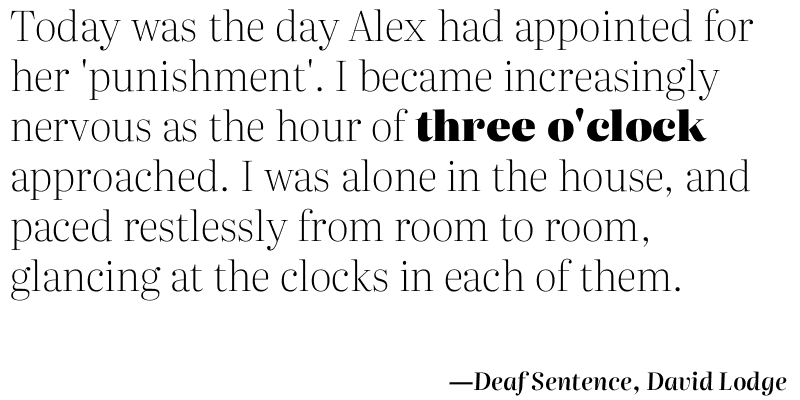 Today was the day Alex had appointed for
her 'punishment'. I became increasingly
nervous as the hour of three o'clock
approached. I was alone in the house, and
paced restlessly from room to room,
glancing at the clocks in each of them.
—Deaf Sentence, David Lodge